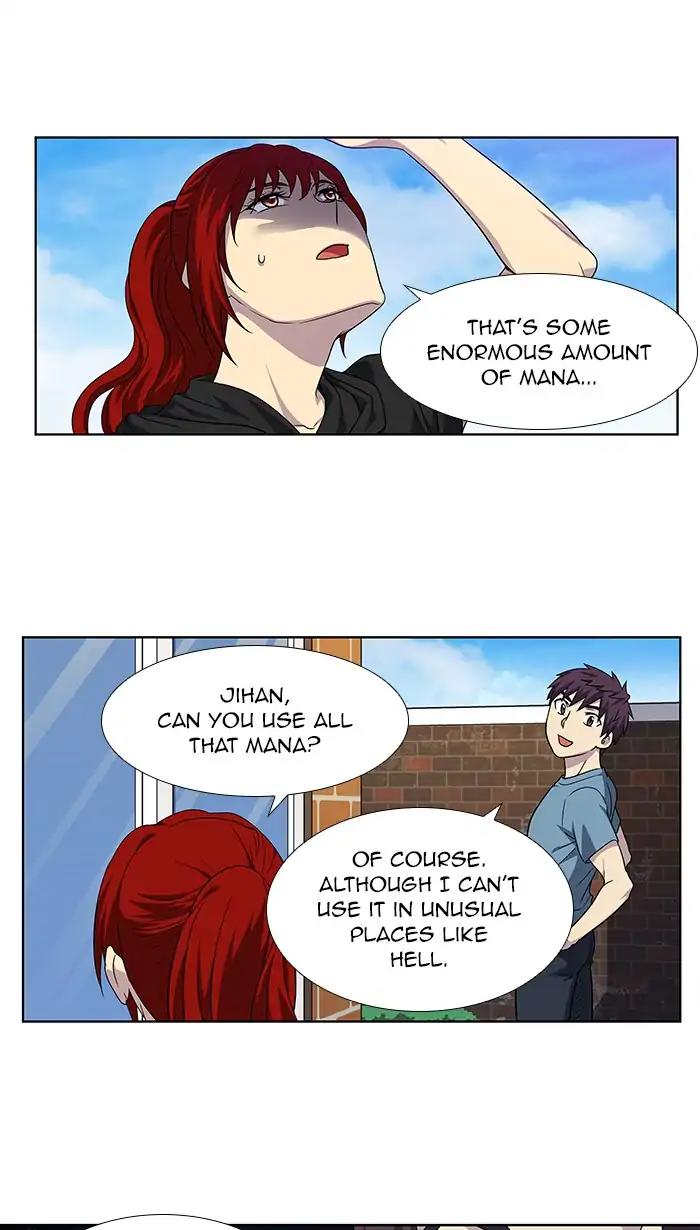 THAT'S SOME
ENORMOUS AMOUNT
OF MANA...
JIHAN,
CAN YOU USE ALL
THAT MANA?
OF COURSE.
ALTHOUGH I CAN'T
USE IT IN UNUSUAL
PLACES LIKE
HELL.